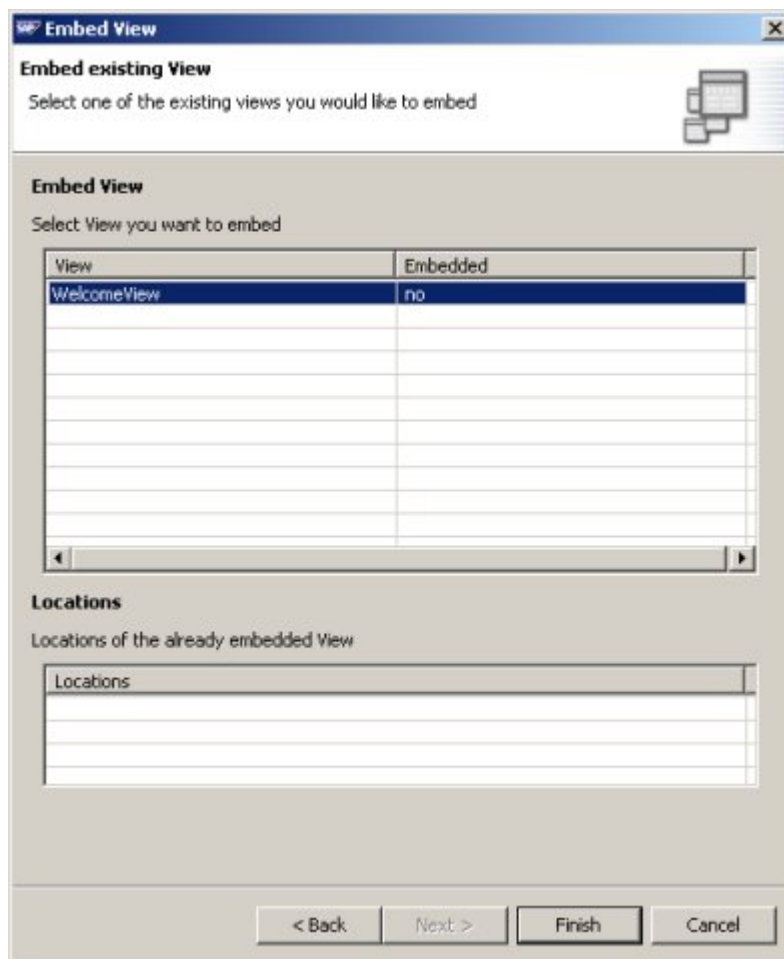 SAP Embed View
Embed existing View
Select one of the existing views you would like to embed
Embed View
Select View you want to embed
View Embedded
WelcomeView no
Locations
Locations of the already embedded View
Locations
< Back Next > Finish Cancel